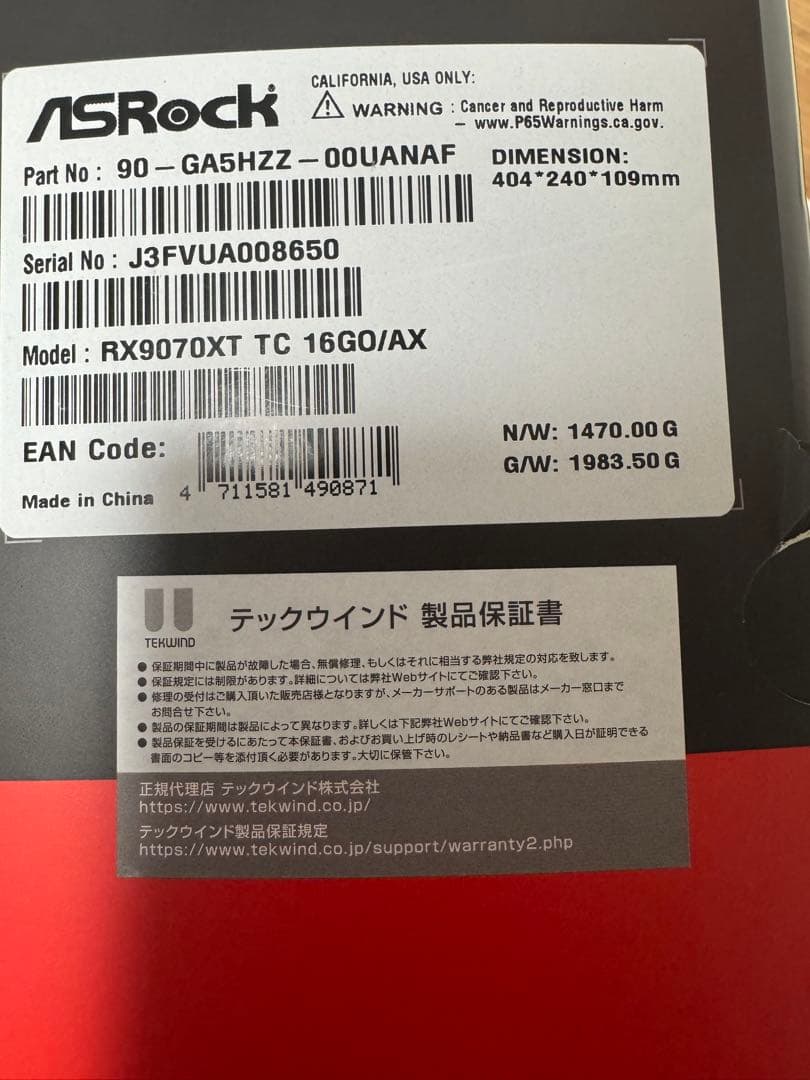 ASRock
CALIFORNIA, USA ONLY:
WARNING : Cancer and Reproductive Harm
– www.P65Warnings.ca.gov.
Part No : 90–GA5HZZ–00UANAF
DIMENSION:
404*240*109mm
Serial No : J3FVUA008650
Model : RX9070XT TC 16GO/AX
EAN Code:
4 711581 490871
N/W: 1470.00G
G/W: 1983.50G
Made in China
TEKWIND
テックウインド 製品保証書
● 保証期間中に製品が故障した場合、無償修理、もしくはそれに相当する弊社規定の対応を致します。
● 保証規定には制限があります。詳細については弊社Webサイトにてご確認下さい。
● 修理の受付はご購入頂いた販売店様となりますが、メーカーサポートのある製品はメーカー窓口まで
お問合せ下さい。
● 製品の保証期間は製品によって異なります。詳しくは下記弊社Webサイトにてご確認下さい。
● 製品保証を受けるにあたって本保証書、およびお買い上げ時のレシートや納品書など購入日が証明できる
書面のコピー等を添付頂く必要があります。大切に保管下さい。
正規代理店 テックウインド株式会社
https://www.tekwind.co.jp/
テックウインド製品保証規定
https://www.tekwind.co.jp/support/warranty2.php